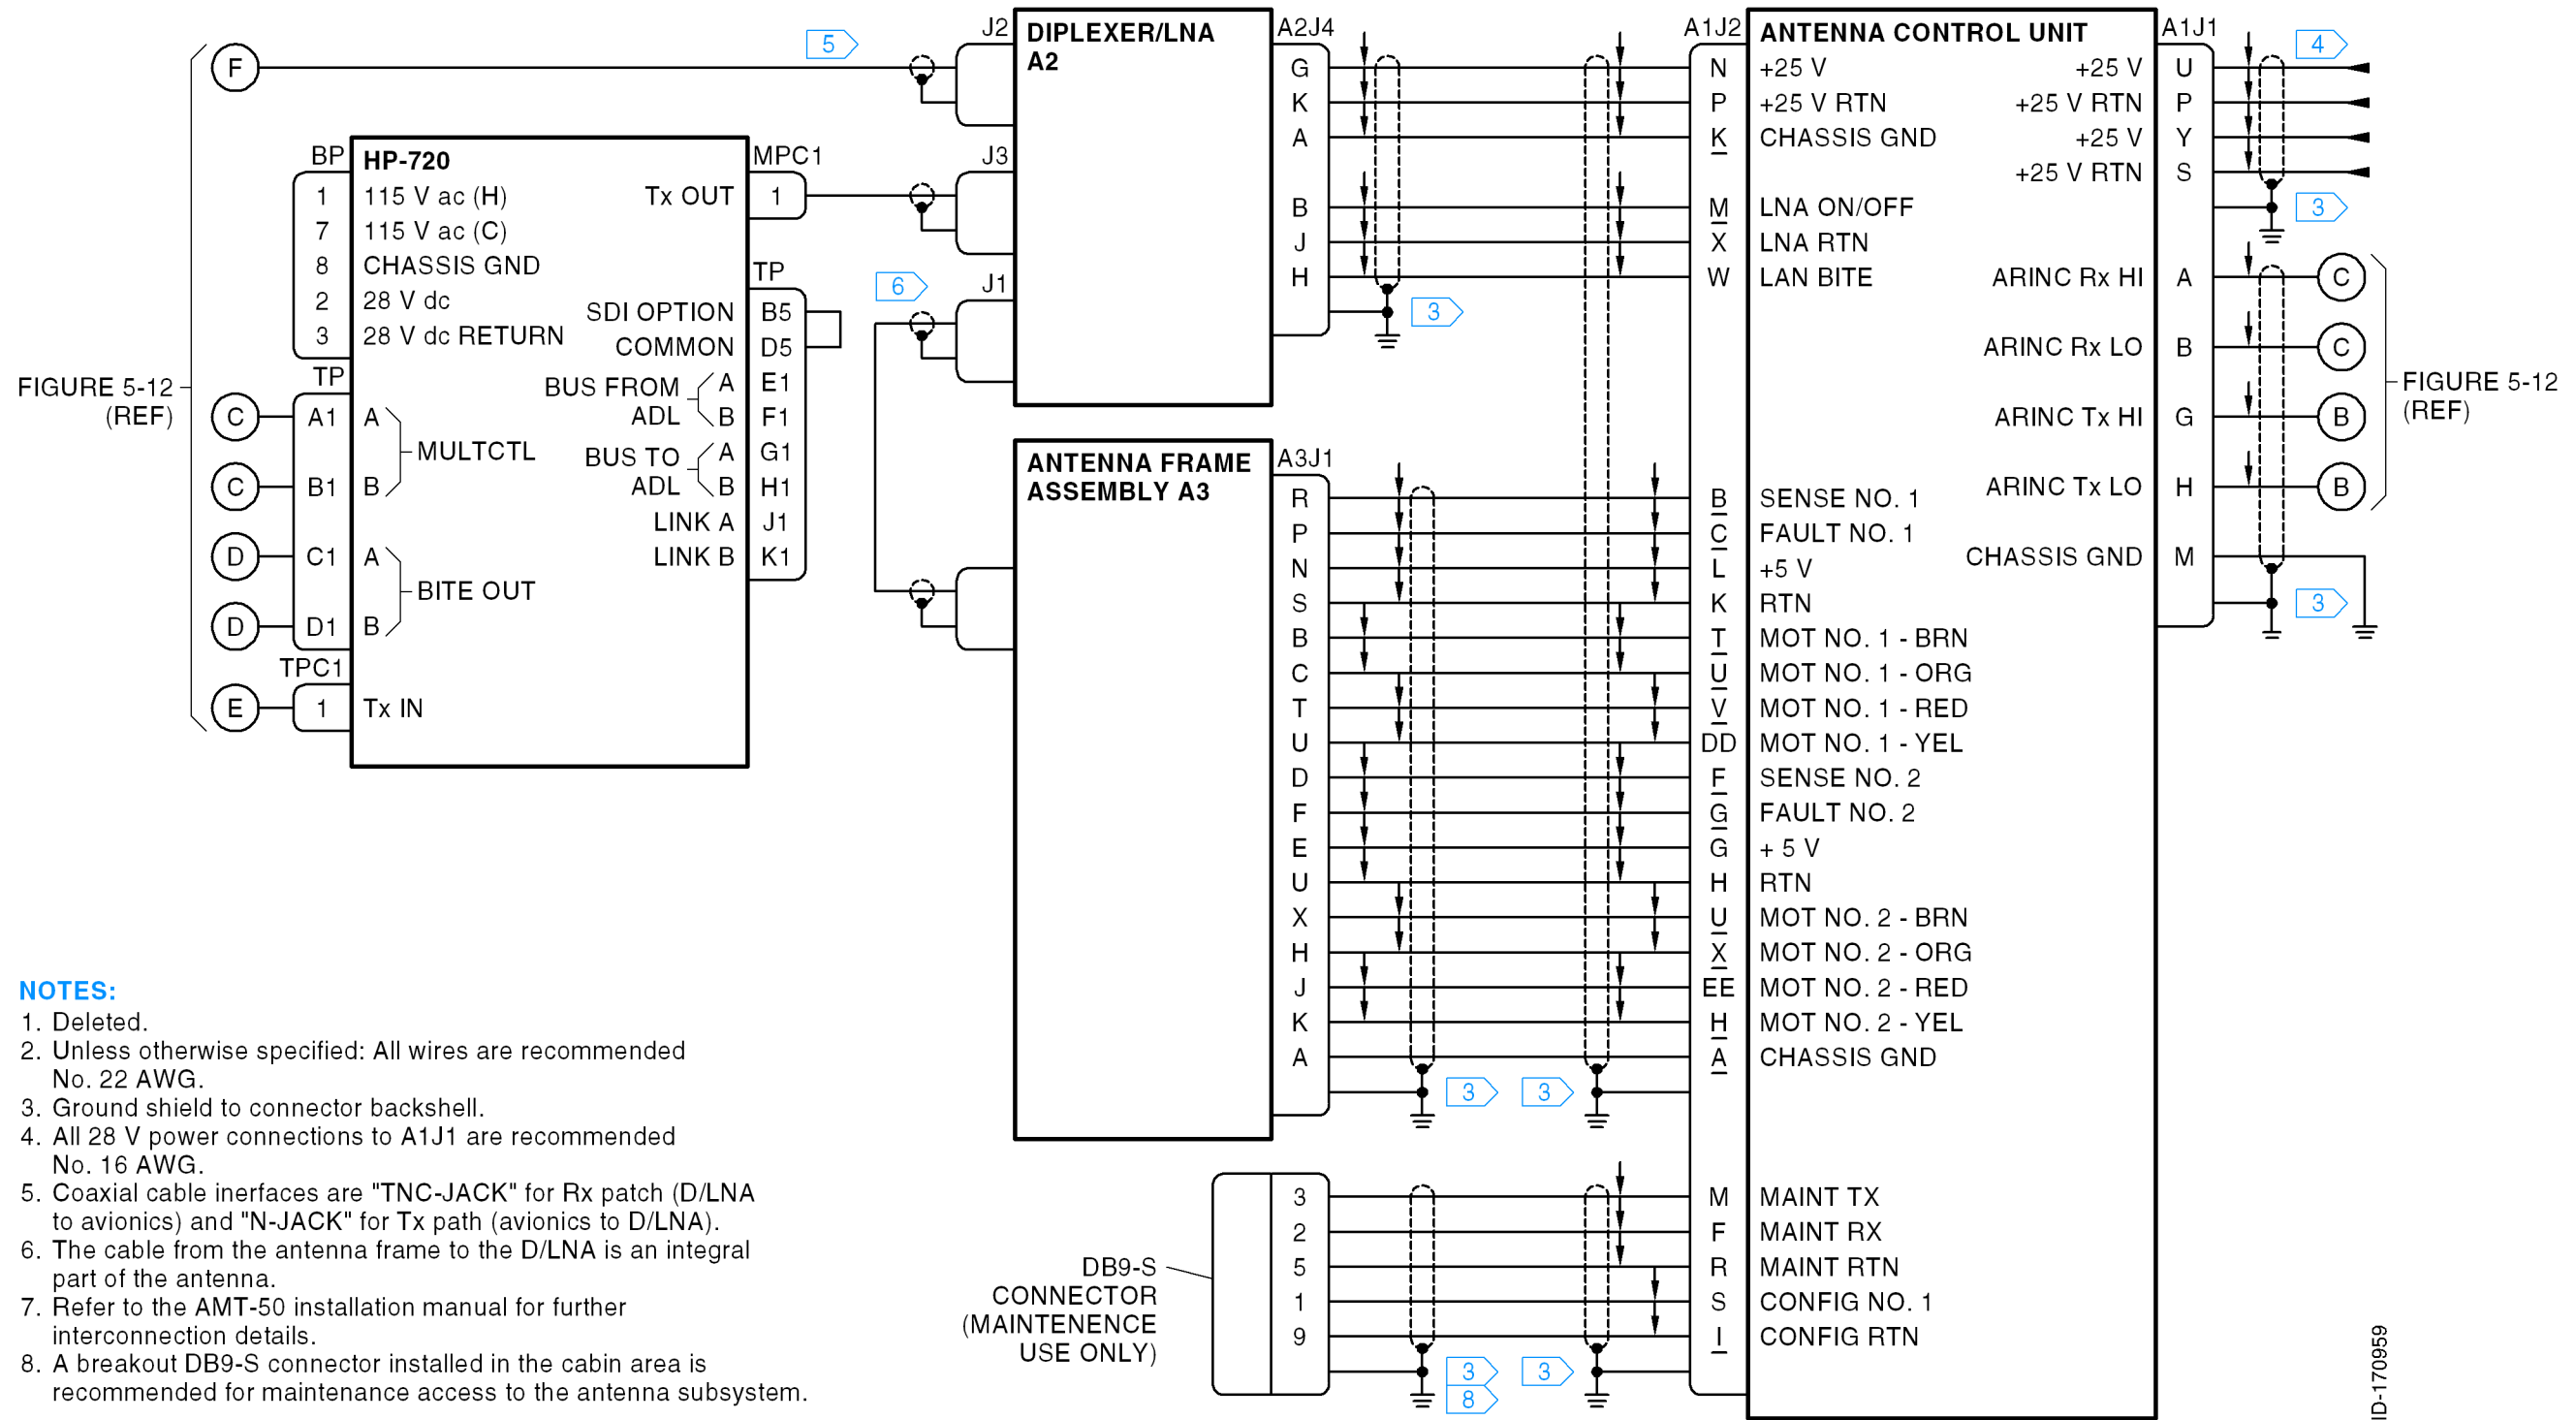 FIGURE 5-12
(REF)
F
5
J2
DIPLEXER/LNA
A2
A2J4
G
K
A
B
J
H
3
J3
J1
6
BP
HP-720
MPC1
1 115 V ac (H)
7 115 V ac (C)
8 CHASSIS GND
2 28 V dc
3 28 V dc RETURN
Tx OUT 1
TP
SDI OPTION B5
COMMON D5
BUS FROM
ADL
A E1
B F1
BUS TO
ADL
A G1
B H1
LINK A J1
LINK B K1
TP
C A1 A
MULTCTL
C B1 B
D C1 A
BITE OUT
D D1 B
TPC1
E 1 Tx IN
ANTENNA FRAME
ASSEMBLY A3
A3J1
R
P
N
S
B
C
T
U
D
F
E
U
X
H
J
K
A
3
3
A1J2
ANTENNA CONTROL UNIT
A1J1
N +25 V
P +25 V RTN
K CHASSIS GND
M LNA ON/OFF
X LNA RTN
W LAN BITE
B SENSE NO. 1
C FAULT NO. 1
L +5 V
K RTN
T MOT NO. 1 - BRN
U MOT NO. 1 - ORG
V MOT NO. 1 - RED
DD MOT NO. 1 - YEL
F SENSE NO. 2
G FAULT NO. 2
G + 5 V
H RTN
U MOT NO. 2 - BRN
X MOT NO. 2 - ORG
EE MOT NO. 2 - RED
H MOT NO. 2 - YEL
A CHASSIS GND
M MAINT TX
F MAINT RX
R MAINT RTN
S CONFIG NO. 1
I CONFIG RTN
+25 V U
+25 V RTN P
+25 V Y
+25 V RTN S
4
3
ARINC Rx HI A C
ARINC Rx LO B C
ARINC Tx HI G B
ARINC Tx LO H B
CHASSIS GND M
3
FIGURE 5-12
(REF)
DB9-S
CONNECTOR
(MAINTENENCE
USE ONLY)
3
2
5
1
9
3
8
3
NOTES:
1. Deleted.
2. Unless otherwise specified: All wires are recommended
No. 22 AWG.
3. Ground shield to connector backshell.
4. All 28 V power connections to A1J1 are recommended
No. 16 AWG.
5. Coaxial cable inerfaces are "TNC-JACK" for Rx patch (D/LNA
to avionics) and "N-JACK" for Tx path (avionics to D/LNA).
6. The cable from the antenna frame to the D/LNA is an integral
part of the antenna.
7. Refer to the AMT-50 installation manual for further
interconnection details.
8. A breakout DB9-S connector installed in the cabin area is
recommended for maintenance access to the antenna subsystem.
ID-170959